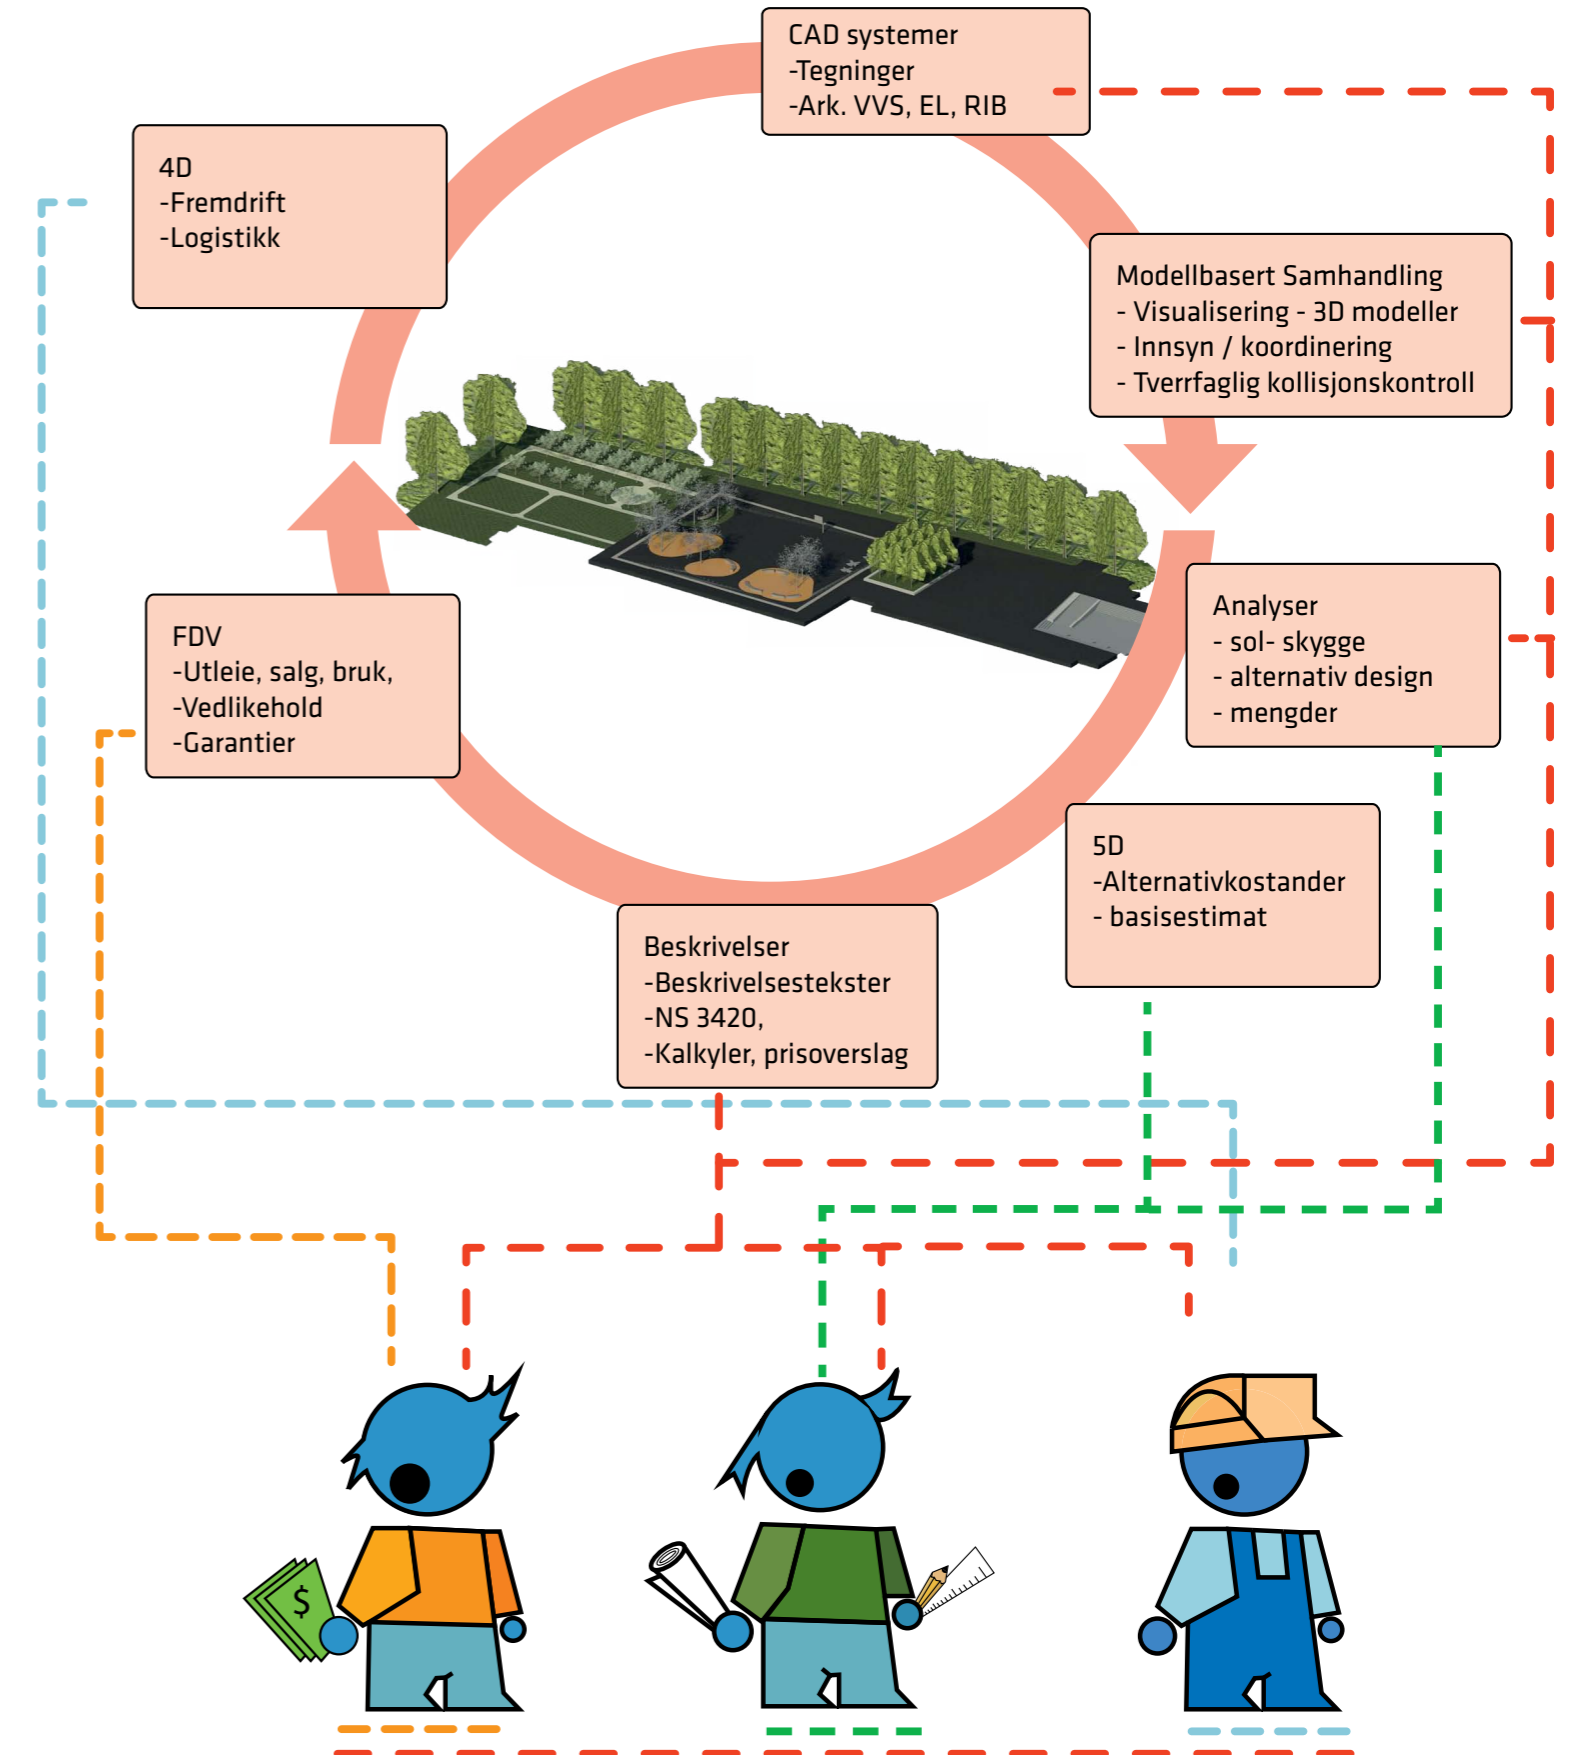 CAD systemer
-Tegninger
-Ark. VVS, EL, RIB
4D
-Fremdrift
-Logistikk
Modellbasert Samhandling
- Visualisering - 3D modeller
- Innsyn / koordinering
- Tverrfaglig kollisjonskontroll
Analyser
- sol- skygge
- alternativ design
- mengder
FDV
-Utleie, salg, bruk,
-Vedlikehold
-Garantier
5D
-Alternativkostander
- basisestimat
Beskrivelser
-Beskrivelsestekster
-NS 3420,
-Kalkyler, prisoverslag
$